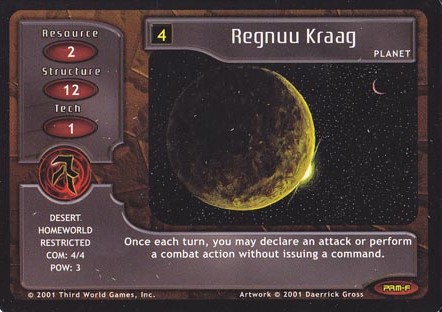 Resource
2
Structure
12
Tech
1
4
Regnuu Kraag
PLANET
DESERT
HOMEWORLD
RESTRICTED
COM: 4/4
POW: 3
Once each turn, you may declare an attack or perform
a combat action without issuing a command.
PRM-F
© 2001 Third World Games, Inc.
Artwork © 2001 Daerrick Gross